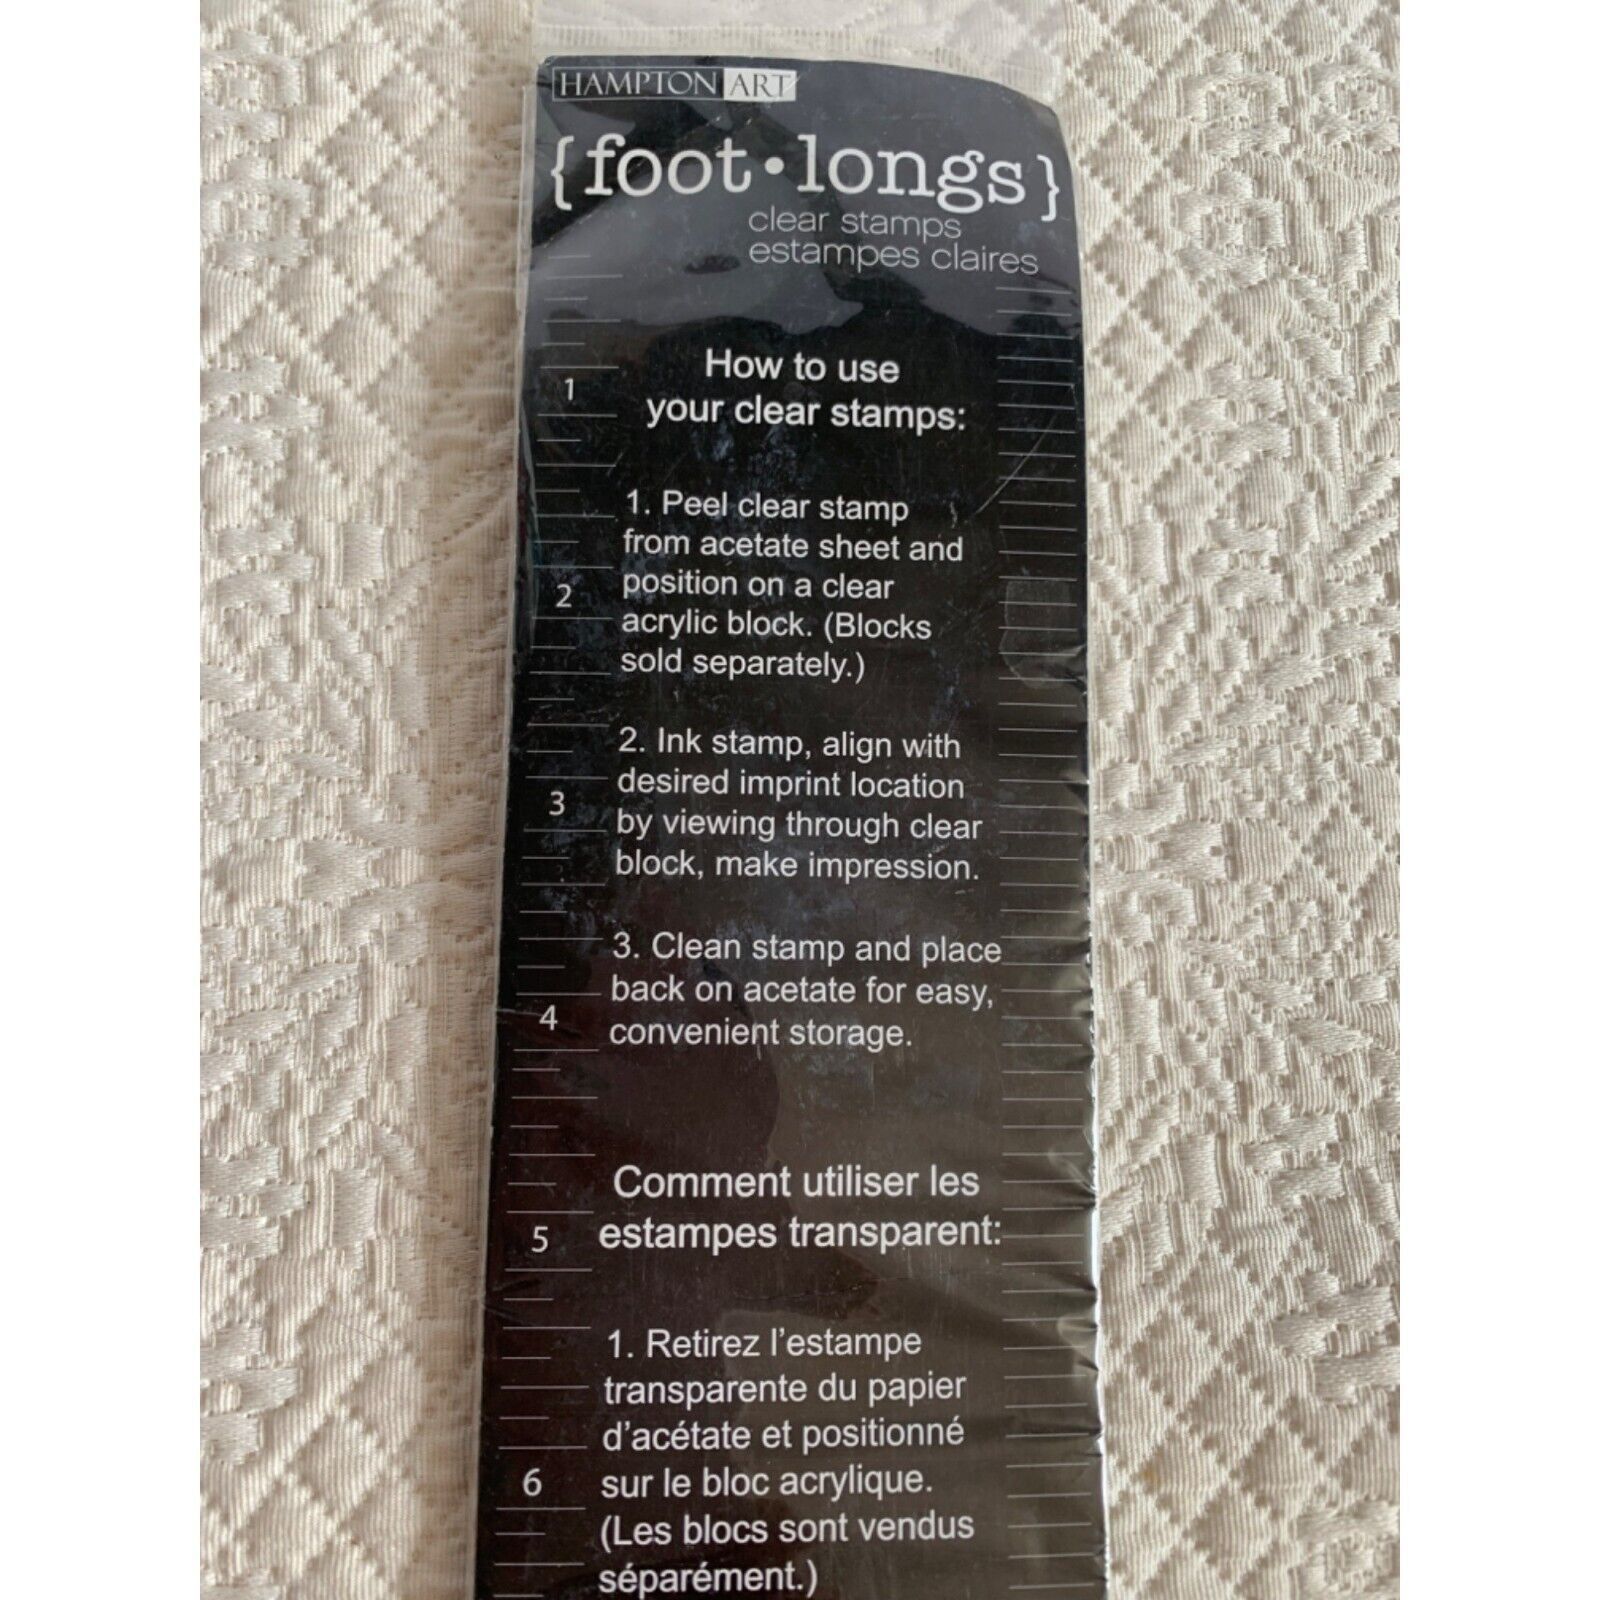 HAMPTON ART
{foot•longs}
clear stamps
estampes claires
How to use
your clear stamps:
1
1. Peel clear stamp
from acetate sheet and
position on a clear
acrylic block. (Blocks
sold separately.)
2
2. Ink stamp, align with
desired imprint location
by viewing through clear
block, make impression.
3
3. Clean stamp and place
back on acetate for easy,
convenient storage.
4
Comment utiliser les
estampes transparent:
5
1. Retirez l'estampe
transparente du papier
d'acétate et positionné
sur le bloc acrylique.
(Les blocs sont vendus
séparément.)
6